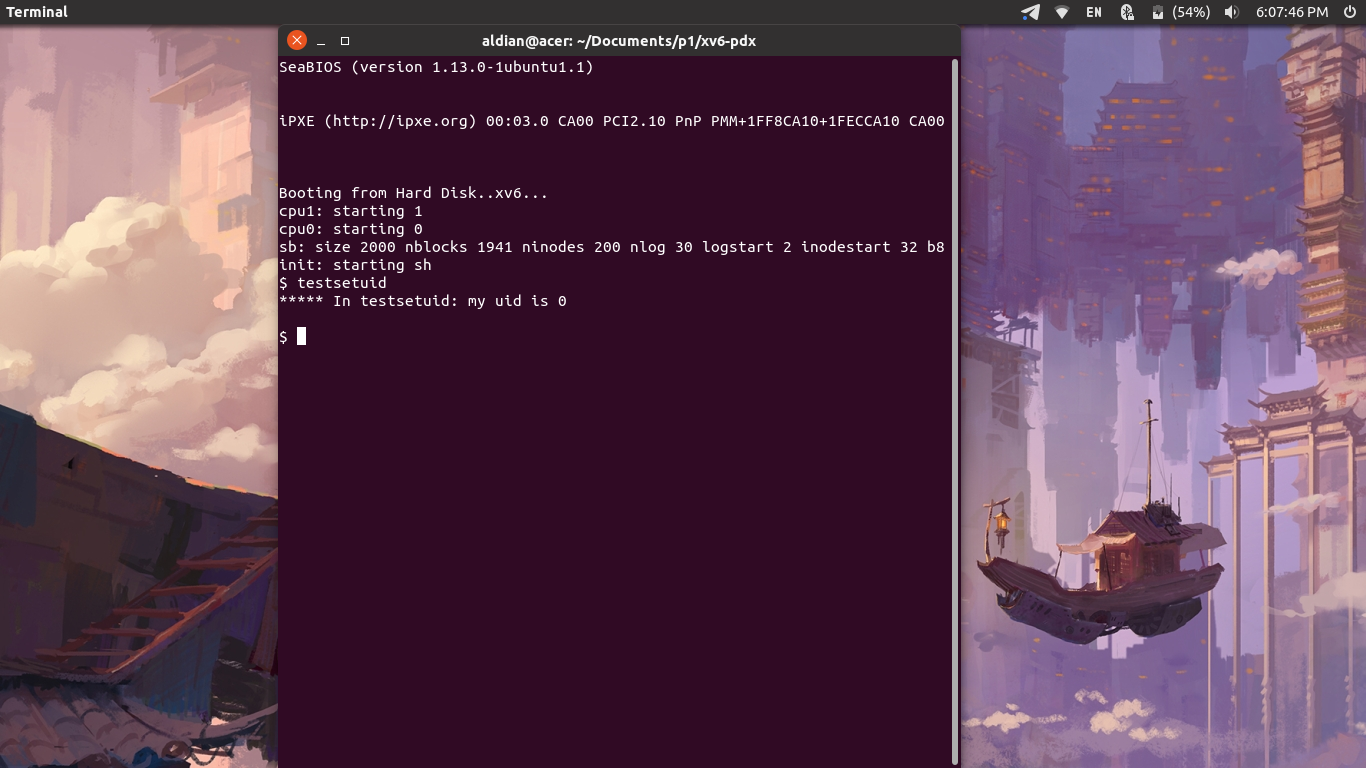 Terminal
EN
(54%)
6:07:46 PM
aldian@acer: ~/Documents/p1/xv6-pdx
SeaBIOS (version 1.13.0-1ubuntu1.1)
iPXE (http://ipxe.org) 00:03.0 CA00 PCI2.10 PnP PMM+1FF8CA10+1FECCA10 CA00
Booting from Hard Disk..xv6...
cpu1: starting 1
cpu0: starting 0
sb: size 2000 nblocks 1941 ninodes 200 nlog 30 logstart 2 inodestart 32 b8
init: starting sh
$ testsetuid
***** In testsetuid: my uid is 0
$